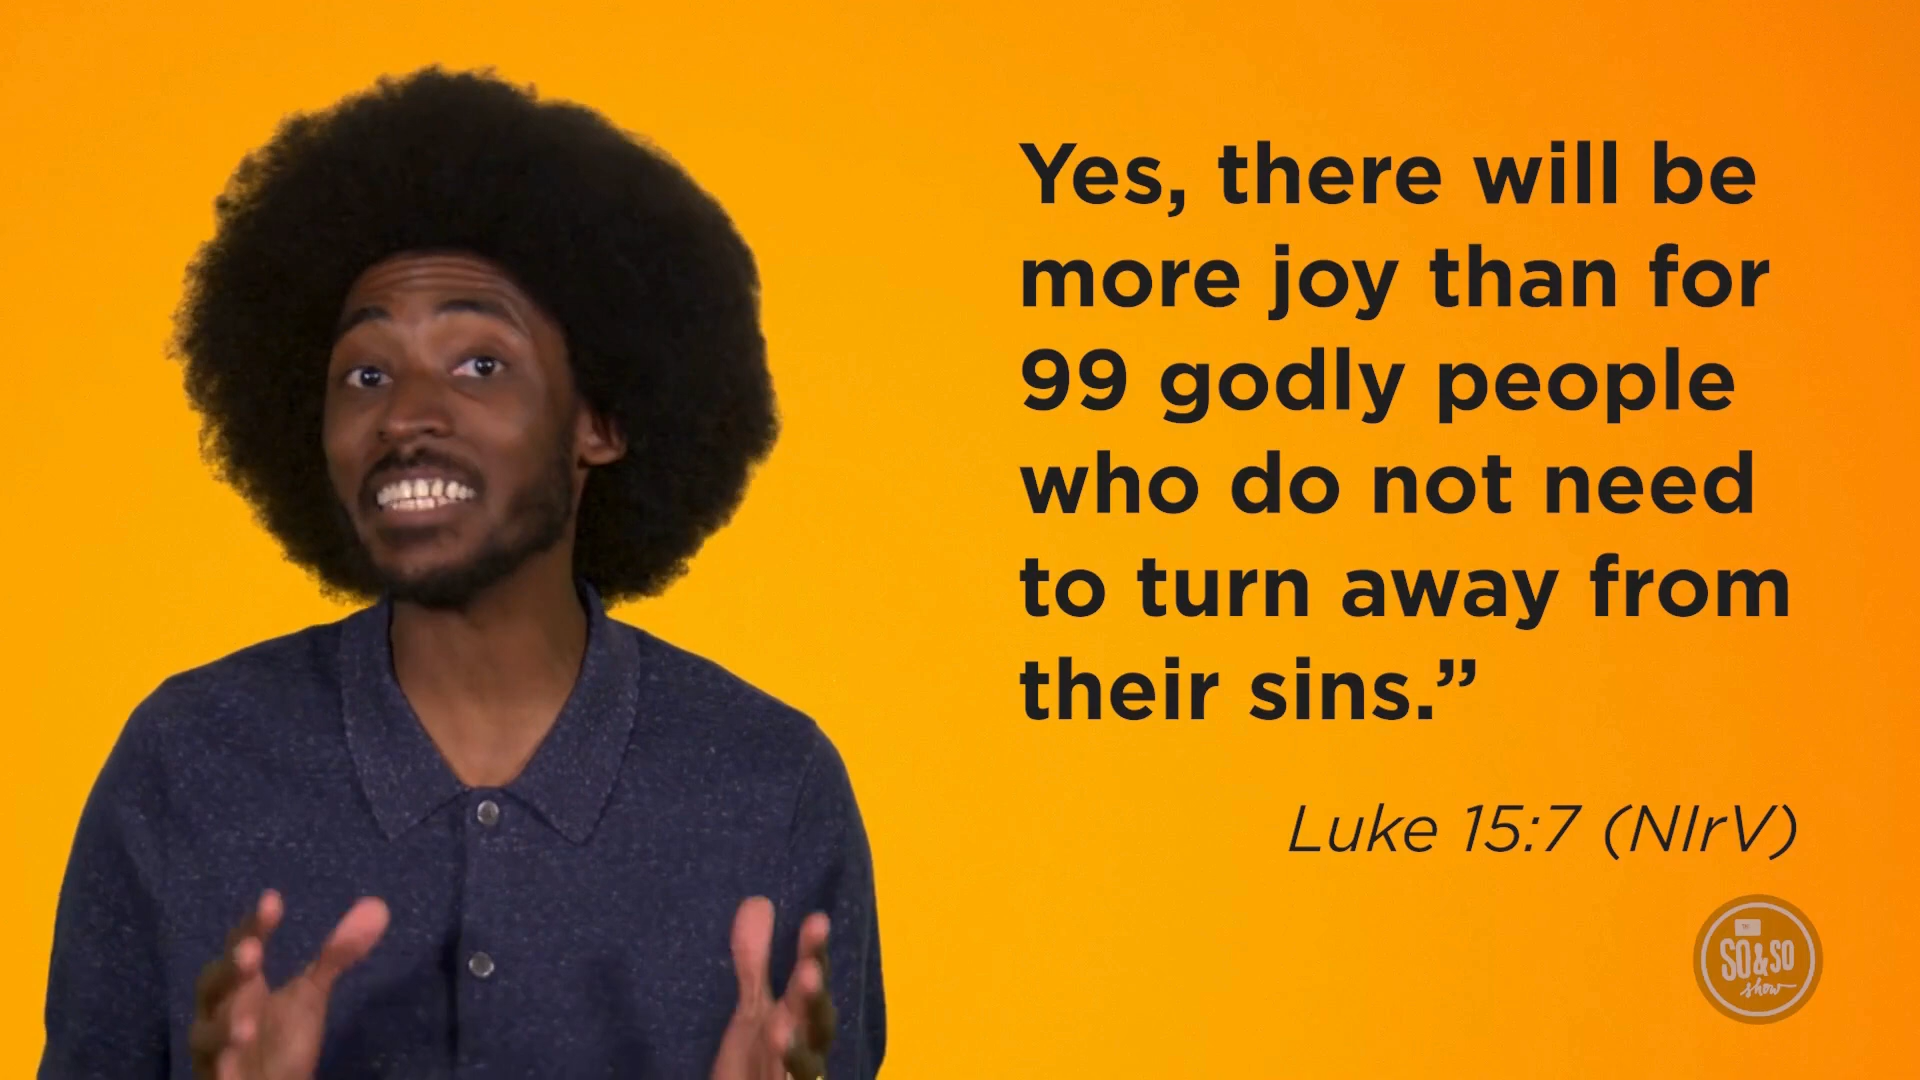 Yes, there will be
more joy than for
99 godly people
who do not need
to turn away from
their sins.”
Luke 15:7 (NIrV)
SO & SO
show